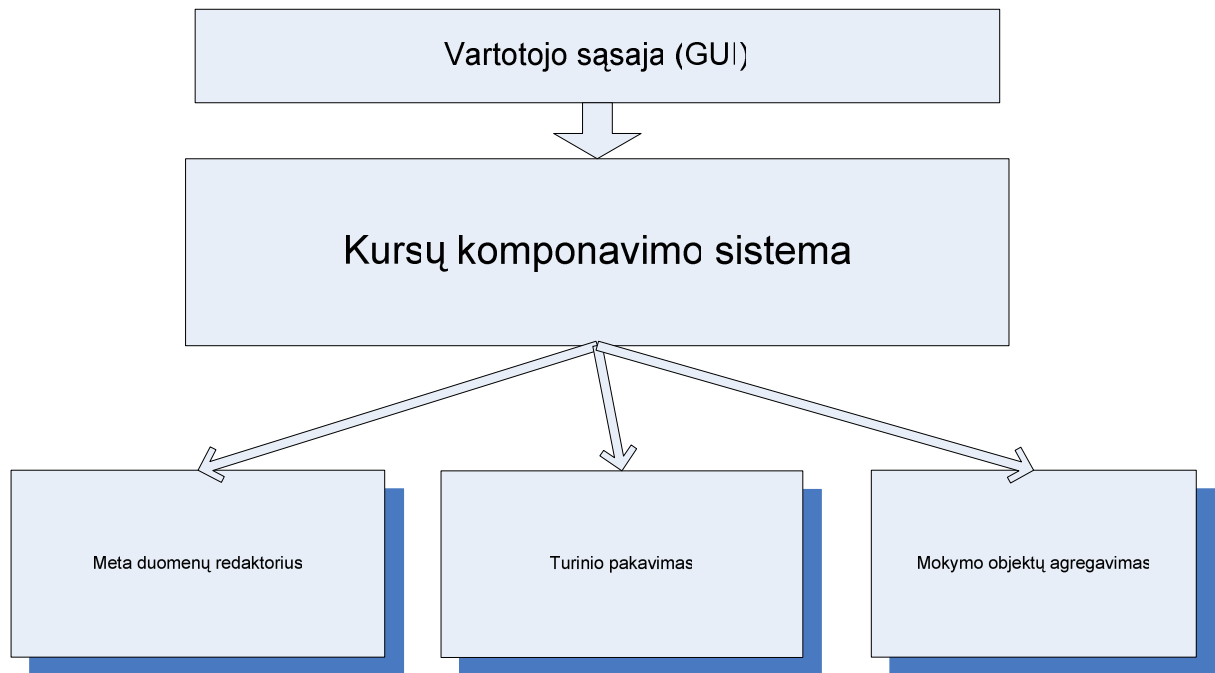 Vartotojo sąsaja (GUI)
Kursų komponavimo sistema
Meta duomenų redaktorius
Turinio pakavimas
Mokymo objektų agregavimas